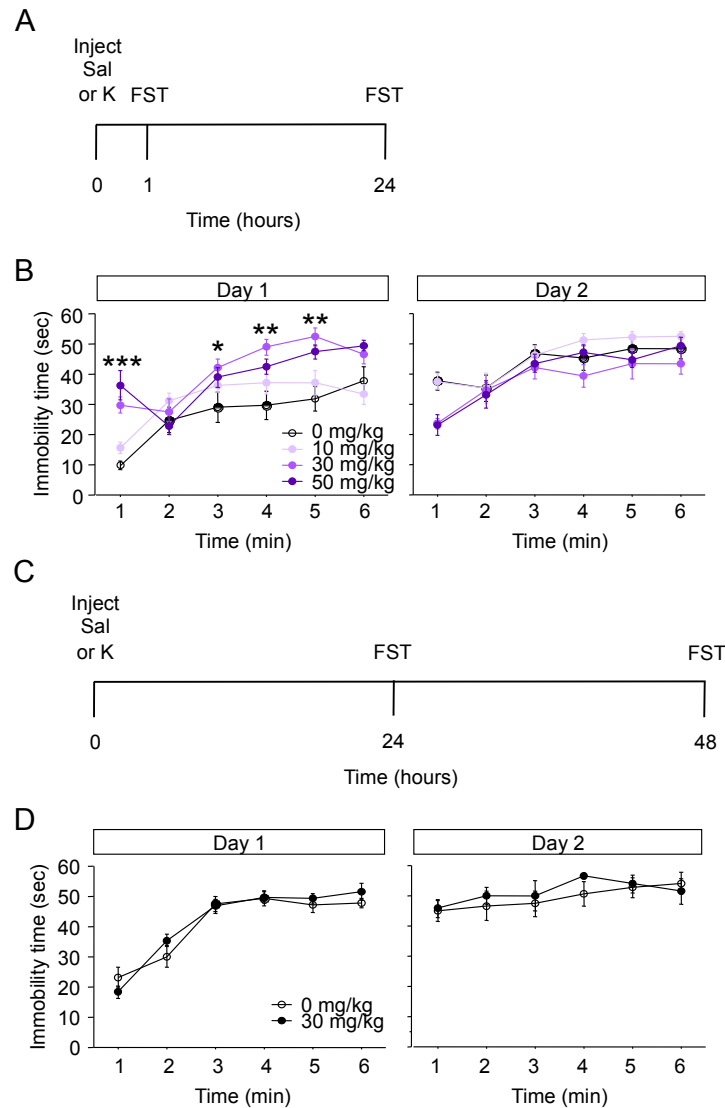 A
Inject
Sal
or K FST FST
0 1 24
Time (hours)
B
Day 1 Day 2
Immobility time (sec)
60
50
40
30
20
10
0
*** * ** **
0 mg/kg
10 mg/kg
30 mg/kg
50 mg/kg
1 2 3 4 5 6 1 2 3 4 5 6
Time (min) Time (min)
C
Inject
Sal
or K FST FST
0 24 48
Time (hours)
D
Day 1 Day 2
Immobility time (sec)
60
50
40
30
20
10
0
0 mg/kg
30 mg/kg
1 2 3 4 5 6 1 2 3 4 5 6
Time (min) Time (min)